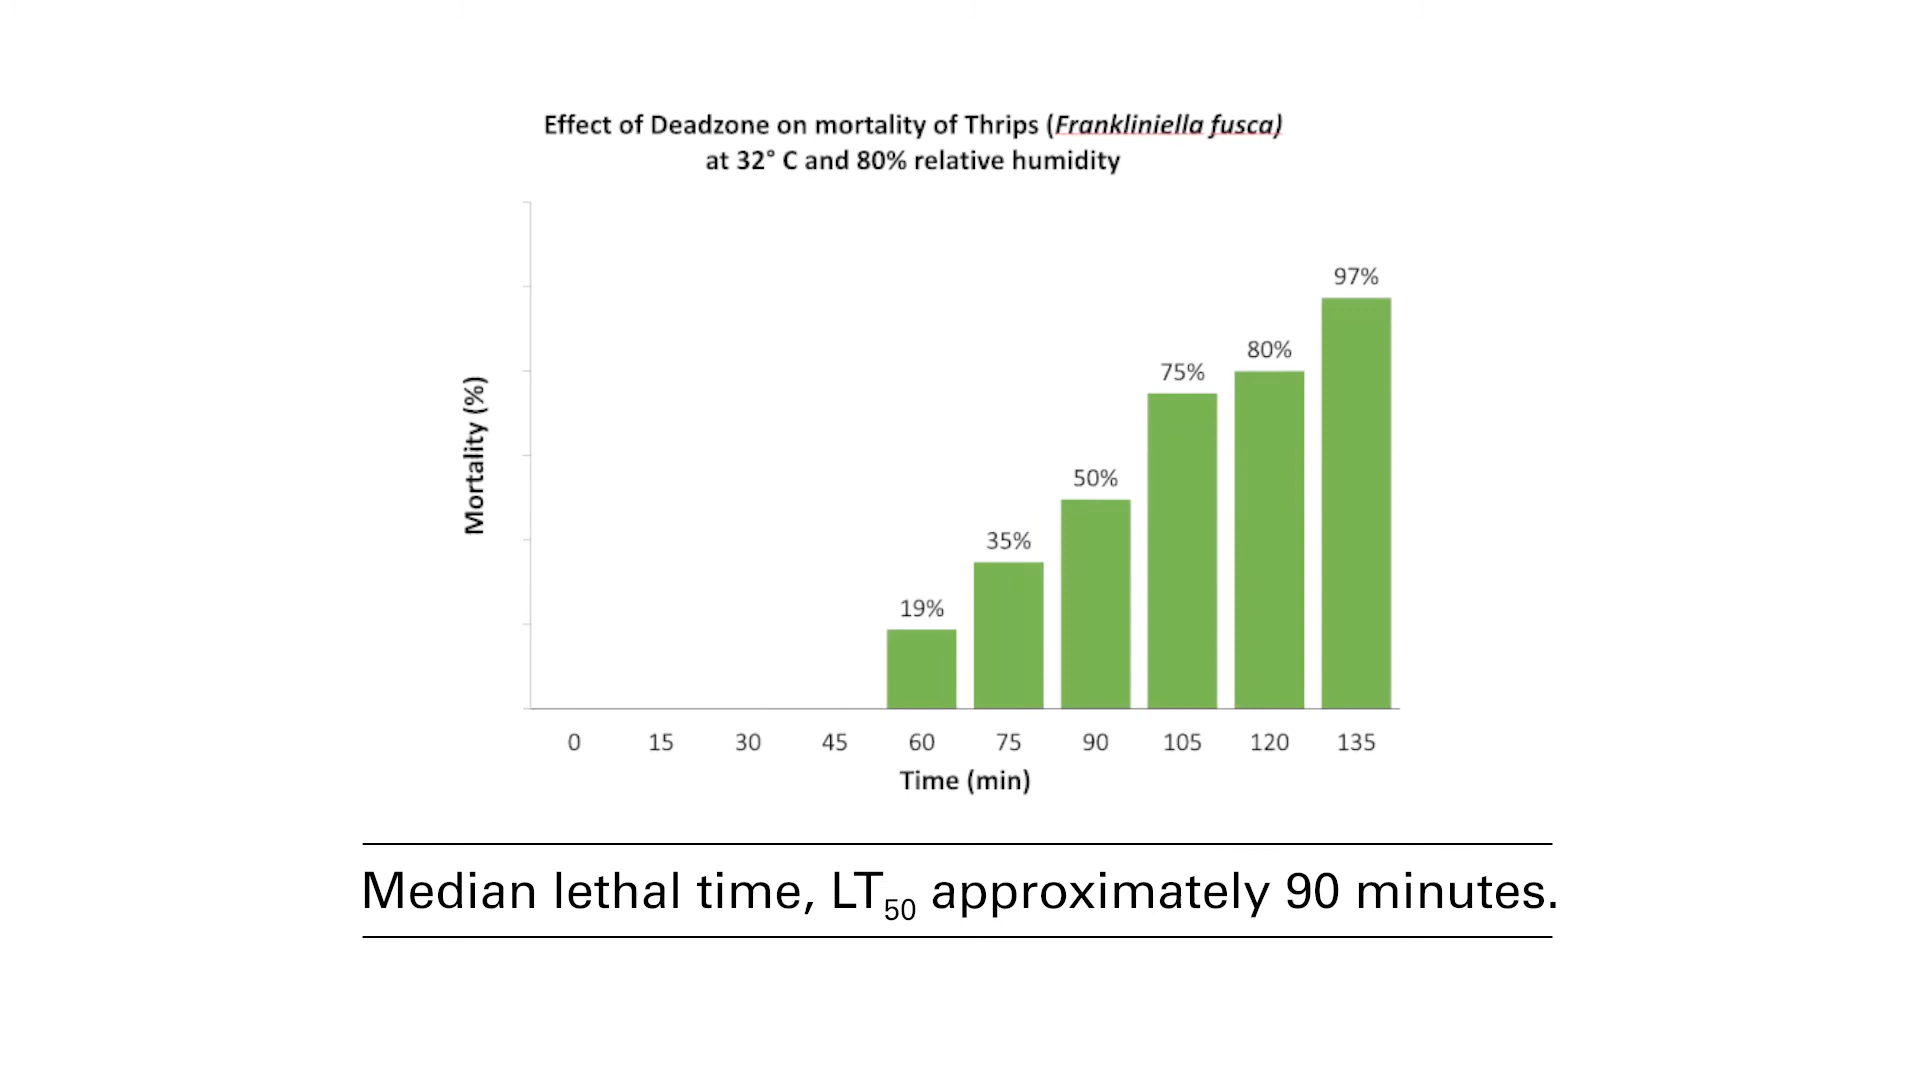 Effect of Deadzone on mortality of Thrips (Frankliniella fusca)
at 32° C and 80% relative humidity
Mortality (%)
97%
80%
75%
50%
35%
19%
0 15 30 45 60 75 90 105 120 135
Time (min)
Median lethal time, LT50 approximately 90 minutes.